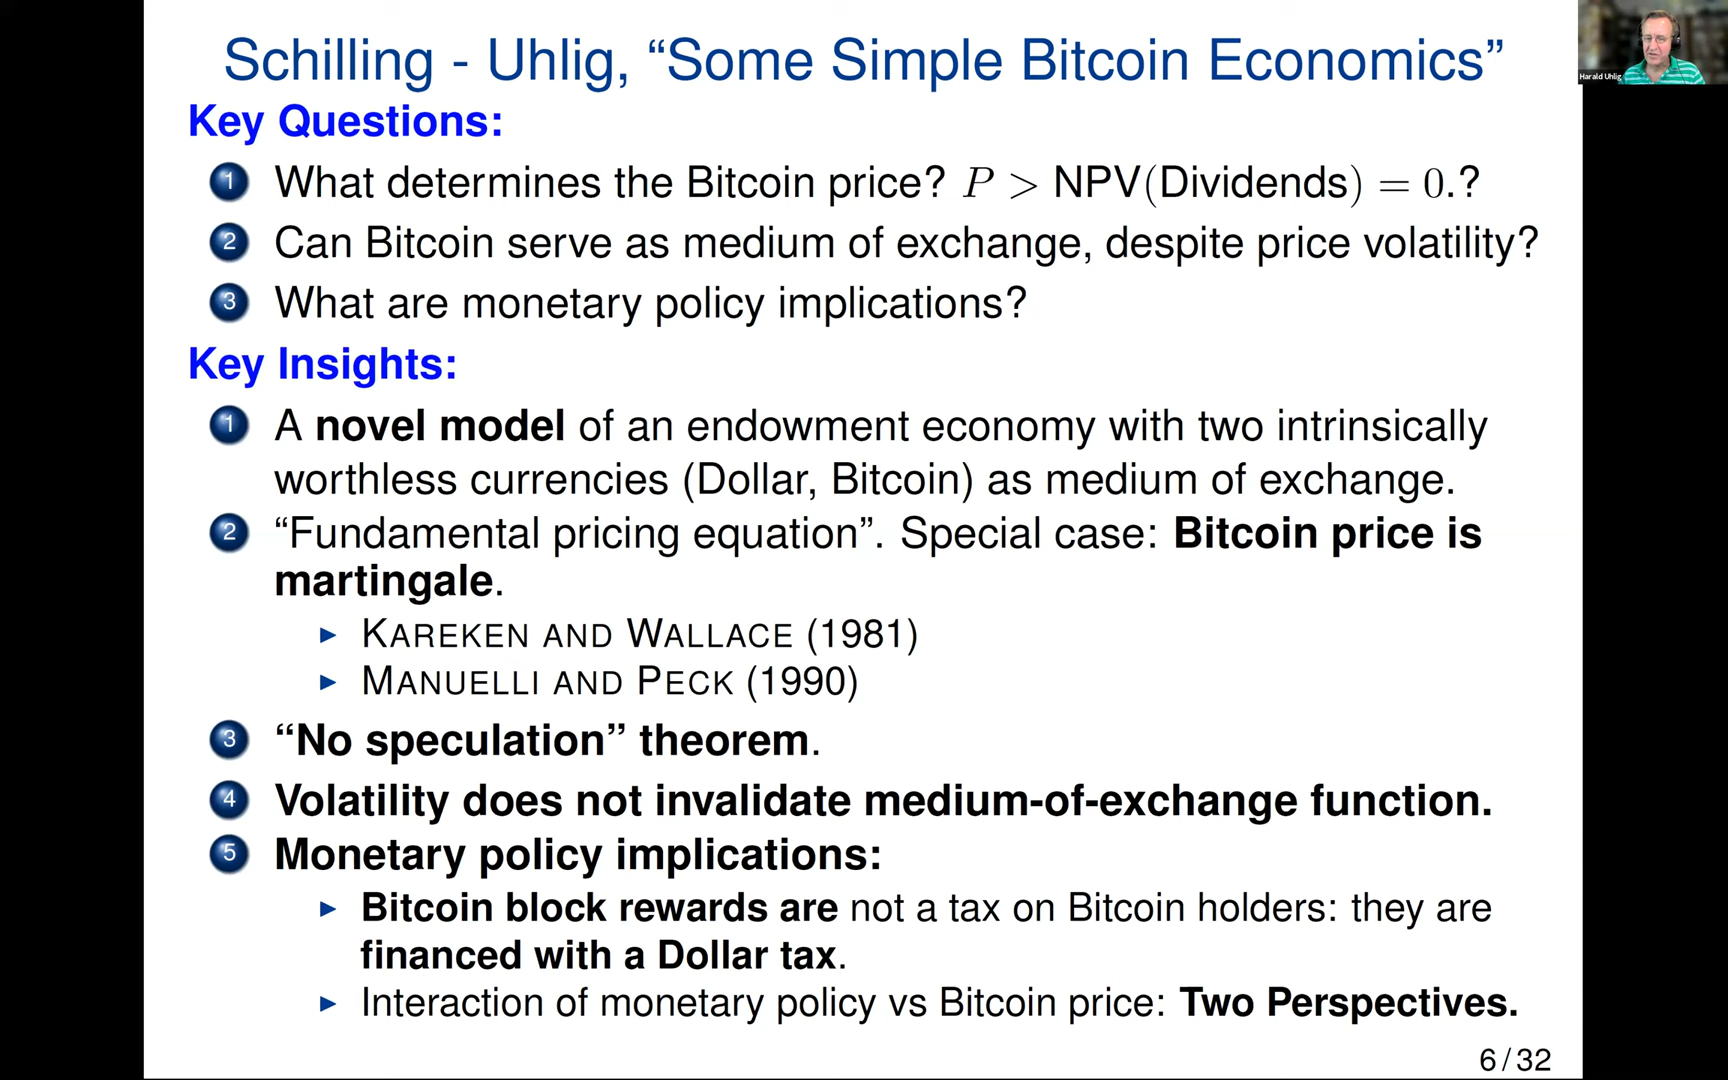 Schilling - Uhlig, “Some Simple Bitcoin Economics”
Harald Uhlig
Key Questions:
1 What determines the Bitcoin price? P > NPV(Dividends) = 0.?
2 Can Bitcoin serve as medium of exchange, despite price volatility?
3 What are monetary policy implications?
Key Insights:
1 A novel model of an endowment economy with two intrinsically
worthless currencies (Dollar, Bitcoin) as medium of exchange.
2 “Fundamental pricing equation”. Special case: Bitcoin price is
martingale.
▶ KAREKEN AND WALLACE (1981)
▶ MANUELLI AND PECK (1990)
3 “No speculation” theorem.
4 Volatility does not invalidate medium-of-exchange function.
5 Monetary policy implications:
▶ Bitcoin block rewards are not a tax on Bitcoin holders: they are
financed with a Dollar tax.
▶ Interaction of monetary policy vs Bitcoin price: Two Perspectives.
6 / 32